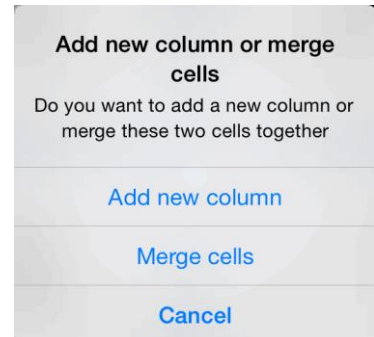 Add new column or merge
cells
Do you want to add a new column or
merge these two cells together
Add new column
Merge cells
Cancel